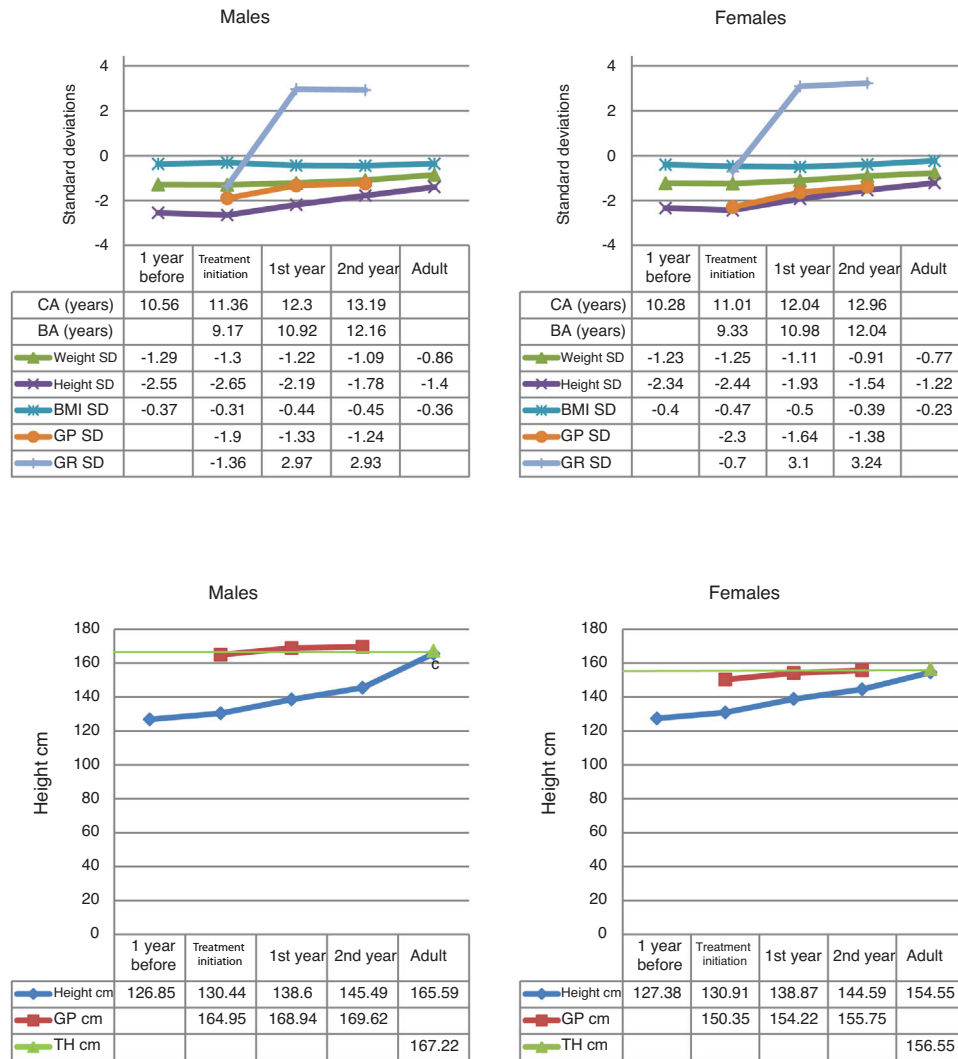 Males
Standard deviations
4
2
0
-2
-4
1 year before | Treatment initiation | 1st year | 2nd year | Adult
CA (years) | 10.56 | 11.36 | 12.3 | 13.19
BA (years) | 9.17 | 10.92 | 12.16
Weight SD | -1.29 | -1.3 | -1.22 | -1.09 | -0.86
Height SD | -2.55 | -2.65 | -2.19 | -1.78 | -1.4
BMI SD | -0.37 | -0.31 | -0.44 | -0.45 | -0.36
GP SD | -1.9 | -1.33 | -1.24
GR SD | -1.36 | 2.97 | 2.93
Females
Standard deviations
4
2
0
-2
-4
1 year before | Treatment initiation | 1st year | 2nd year | Adult
CA (years) | 10.28 | 11.01 | 12.04 | 12.96
BA (years) | 9.33 | 10.98 | 12.04
Weight SD | -1.23 | -1.25 | -1.11 | -0.91 | -0.77
Height SD | -2.34 | -2.44 | -1.93 | -1.54 | -1.22
BMI SD | -0.4 | -0.47 | -0.5 | -0.39 | -0.23
GP SD | -2.3 | -1.64 | -1.38
GR SD | -0.7 | 3.1 | 3.24
Males
Height cm
180
160
140
120
100
80
60
40
20
0
c
1 year before | Treatment initiation | 1st year | 2nd year | Adult
Height cm | 126.85 | 130.44 | 138.6 | 145.49 | 165.59
GP cm | 164.95 | 168.94 | 169.62
TH cm | 167.22
Females
Height cm
180
160
140
120
100
80
60
40
20
0
1 year before | Treatment initiation | 1st year | 2nd year | Adult
Height cm | 127.38 | 130.91 | 138.87 | 144.59 | 154.55
GP cm | 150.35 | 154.22 | 155.75
TH cm | 156.55